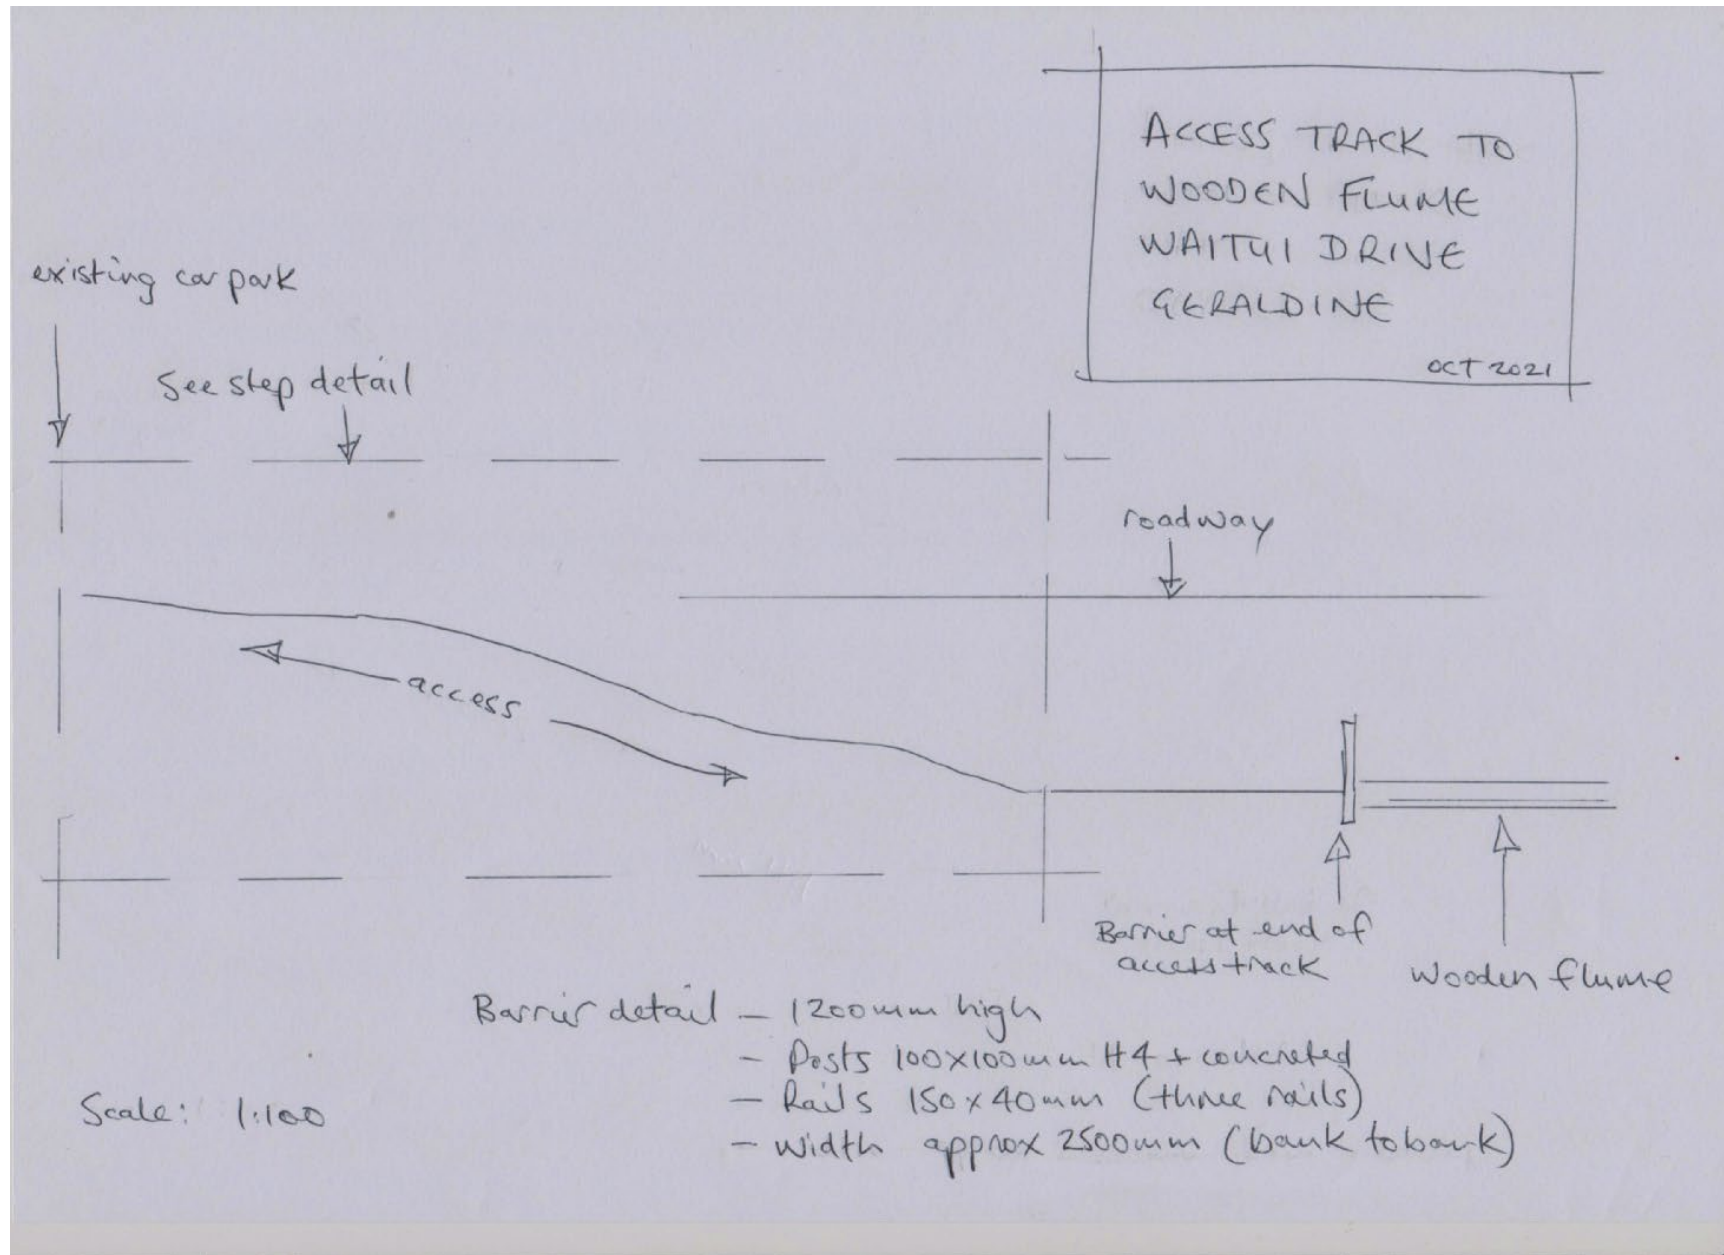 ACCESS TRACK TO
WOODEN FLUME
WAITUI DRIVE
GERALDINE
OCT 2021
existing car park
See step detail
roadway
access
Barrier at end of
access track
Wooden flume
Barrier detail – 1200mm high
– Posts 100x100mm H4 + concreted
– Rails 150x40mm (three rails)
– Width approx 2500mm (bank to bank)
Scale: 1:100